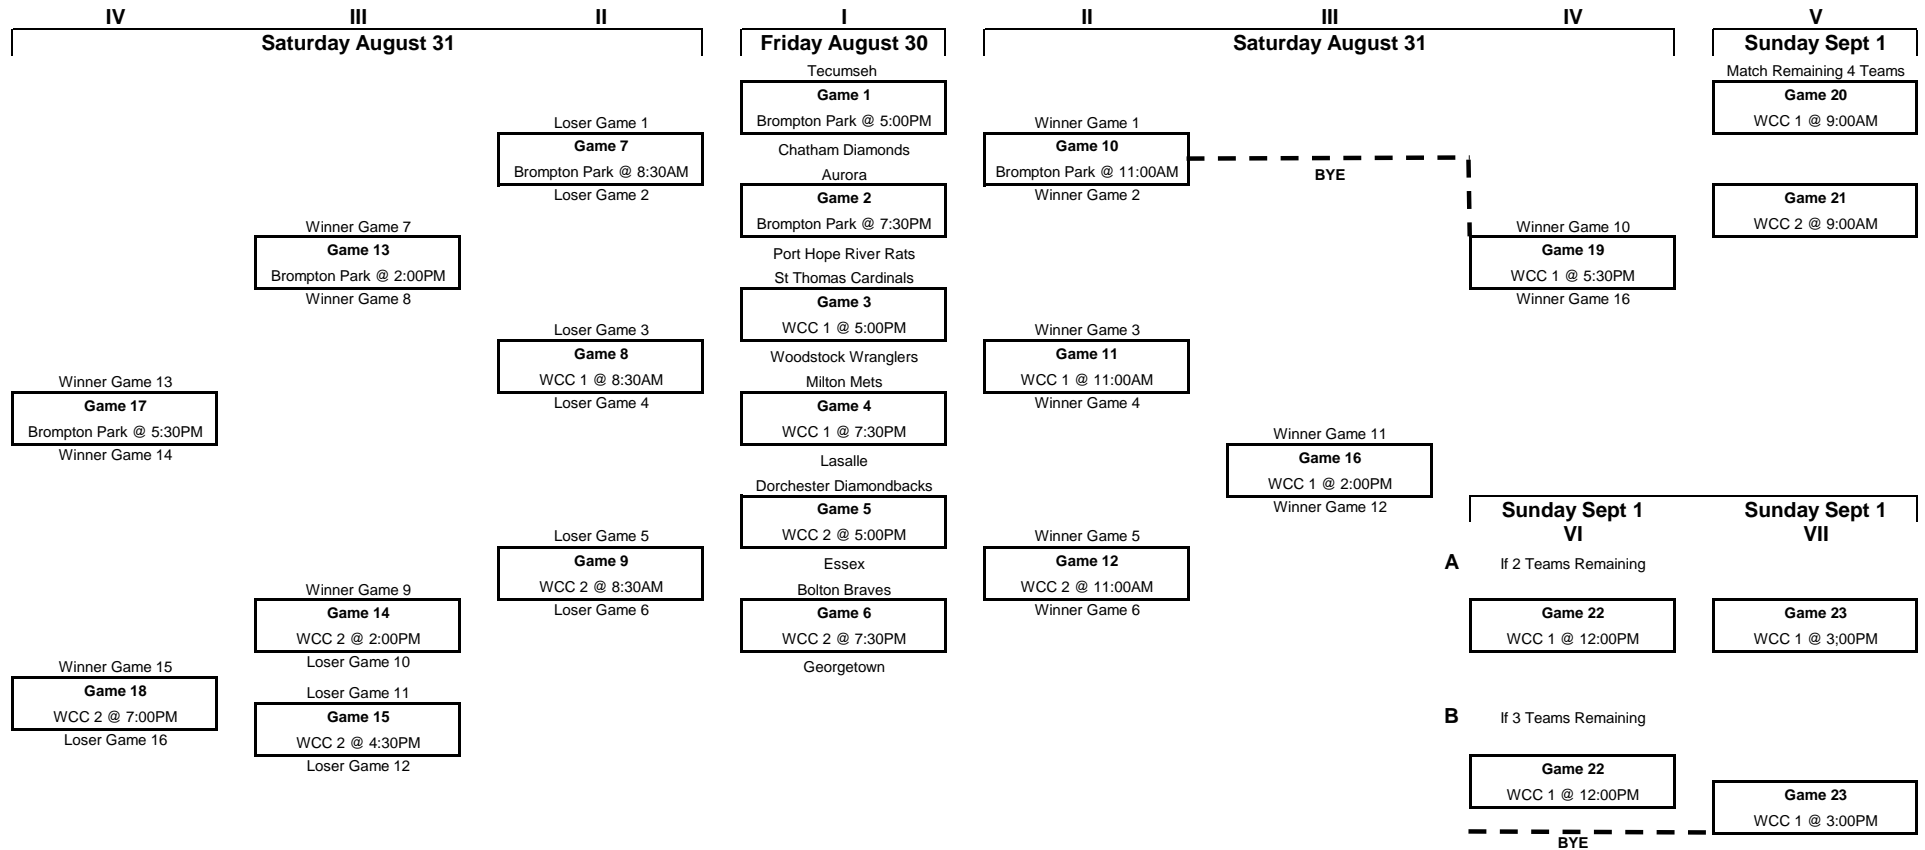 IV III II I II III IV V
Saturday August 31 Friday August 30 Saturday August 31 Sunday Sept 1
Tecumseh Match Remaining 4 Teams
Game 1 Game 20
Loser Game 1 Brompton Park @ 5:00PM Winner Game 1 WCC 1 @ 9:00AM
Game 7 Chatham Diamonds Game 10
Brompton Park @ 8:30AM Aurora Brompton Park @ 11:00AM BYE
Loser Game 2 Game 2 Winner Game 2 Game 21
Winner Game 7 Brompton Park @ 7:30PM Winner Game 10 WCC 2 @ 9:00AM
Game 13 Port Hope River Rats Game 19
Brompton Park @ 2:00PM St Thomas Cardinals WCC 1 @ 5:30PM
Winner Game 8 Game 3 Winner Game 16
Loser Game 3 WCC 1 @ 5:00PM Winner Game 3
Game 8 Woodstock Wranglers Game 11
Winner Game 13 WCC 1 @ 8:30AM Milton Mets WCC 1 @ 11:00AM
Game 17 Loser Game 4 Game 4 Winner Game 4
Brompton Park @ 5:30PM WCC 1 @ 7:30PM Winner Game 11
Winner Game 14 Lasalle Game 16
Dorchester Diamondbacks WCC 1 @ 2:00PM
Game 5 Winner Game 12 Sunday Sept 1 Sunday Sept 1
Loser Game 5 WCC 2 @ 5:00PM Winner Game 5 VI VII
Game 9 Essex Game 12 A If 2 Teams Remaining
Winner Game 9 WCC 2 @ 8:30AM Bolton Braves WCC 2 @ 11:00AM
Game 14 Loser Game 6 Game 6 Winner Game 6 Game 22 Game 23
WCC 2 @ 2:00PM WCC 2 @ 7:30PM WCC 1 @ 12:00PM WCC 1 @ 3;00PM
Winner Game 15 Loser Game 10 Georgetown
Game 18 Loser Game 11
WCC 2 @ 7:00PM Game 15 B If 3 Teams Remaining
Loser Game 16 WCC 2 @ 4:30PM
Loser Game 12 Game 22
WCC 1 @ 12:00PM Game 23
WCC 1 @ 3:00PM
BYE